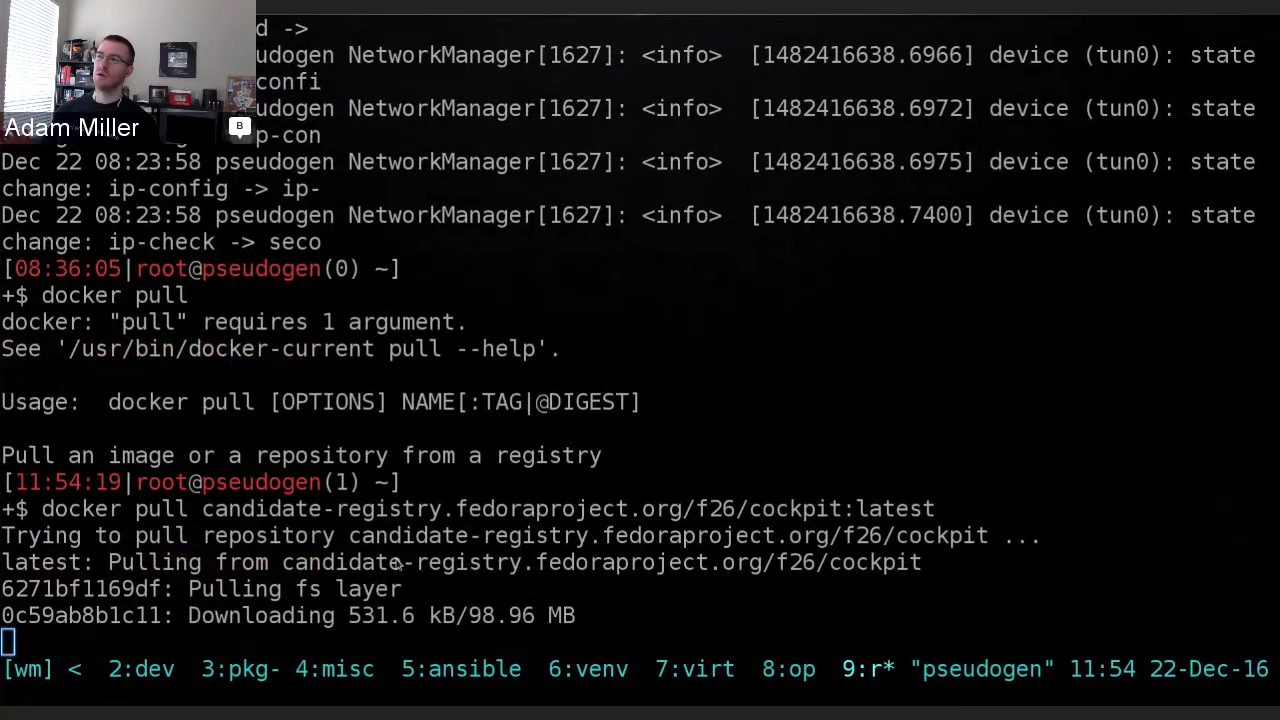 d ->
udogen NetworkManager[1627]: <info>  [1482416638.6966] device (tun0): state
confi
udogen NetworkManager[1627]: <info>  [1482416638.6972] device (tun0): state
Adam Miller
B
p-con
Dec 22 08:23:58 pseudogen NetworkManager[1627]: <info>  [1482416638.6975] device (tun0): state
change: ip-config -> ip-
Dec 22 08:23:58 pseudogen NetworkManager[1627]: <info>  [1482416638.7400] device (tun0): state
change: ip-check -> seco
[08:36:05|root@pseudogen(0) ~]
+$ docker pull
docker: "pull" requires 1 argument.
See '/usr/bin/docker-current pull --help'.
Usage:  docker pull [OPTIONS] NAME[:TAG|@DIGEST]
Pull an image or a repository from a registry
[11:54:19|root@pseudogen(1) ~]
+$ docker pull candidate-registry.fedoraproject.org/f26/cockpit:latest
Trying to pull repository candidate-registry.fedoraproject.org/f26/cockpit ...
latest: Pulling from candidate-registry.fedoraproject.org/f26/cockpit
6271bf1169df: Pulling fs layer
0c59ab8b1c11: Downloading 531.6 kB/98.96 MB
[wm] <  2:dev  3:pkg- 4:misc  5:ansible  6:venv  7:virt  8:op  9:r* "pseudogen" 11:54 22-Dec-16